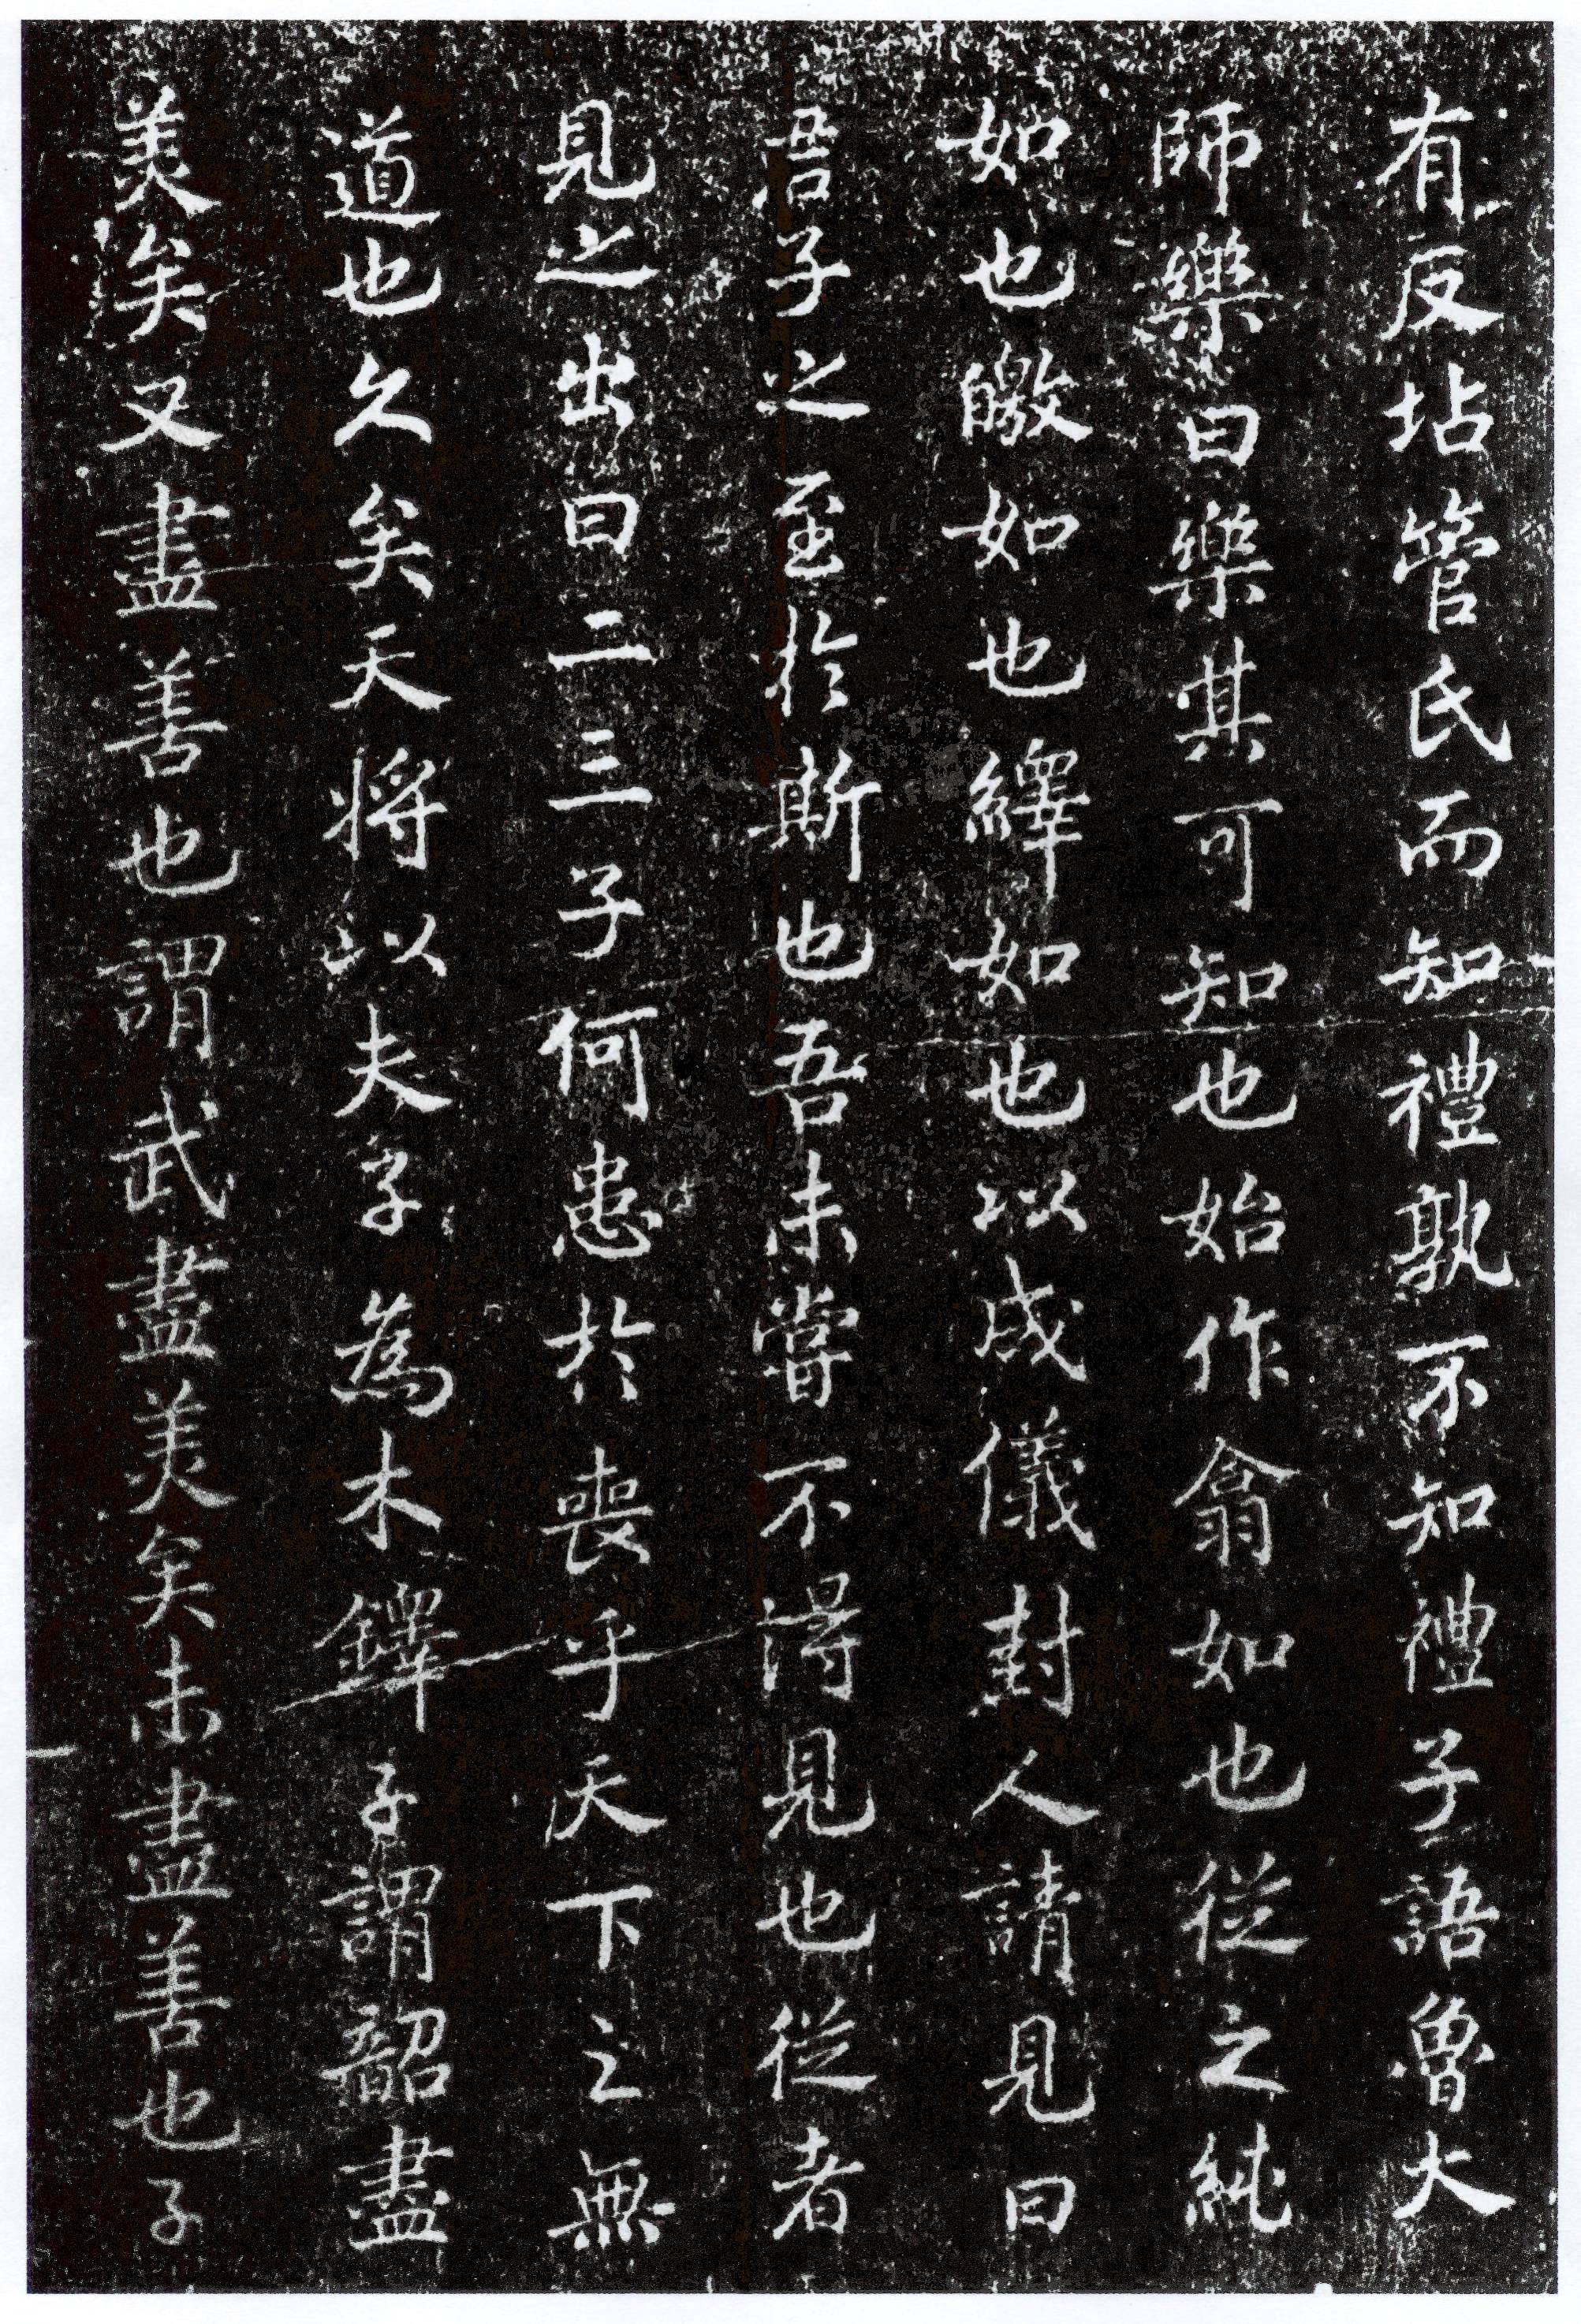 有反坫管氏而知禮孰不知禮子語魯大
師樂曰樂其可知也始作翕如也從之純
如也皦如也繹如也以成儀封人請見曰
君子之至於斯也吾未嘗不得見也從者
見之出曰二三子何患於喪乎天下之無
道也久矣天將以夫子為木鐸子謂韶盡
美矣又盡善也謂武盡美矣未盡善也子